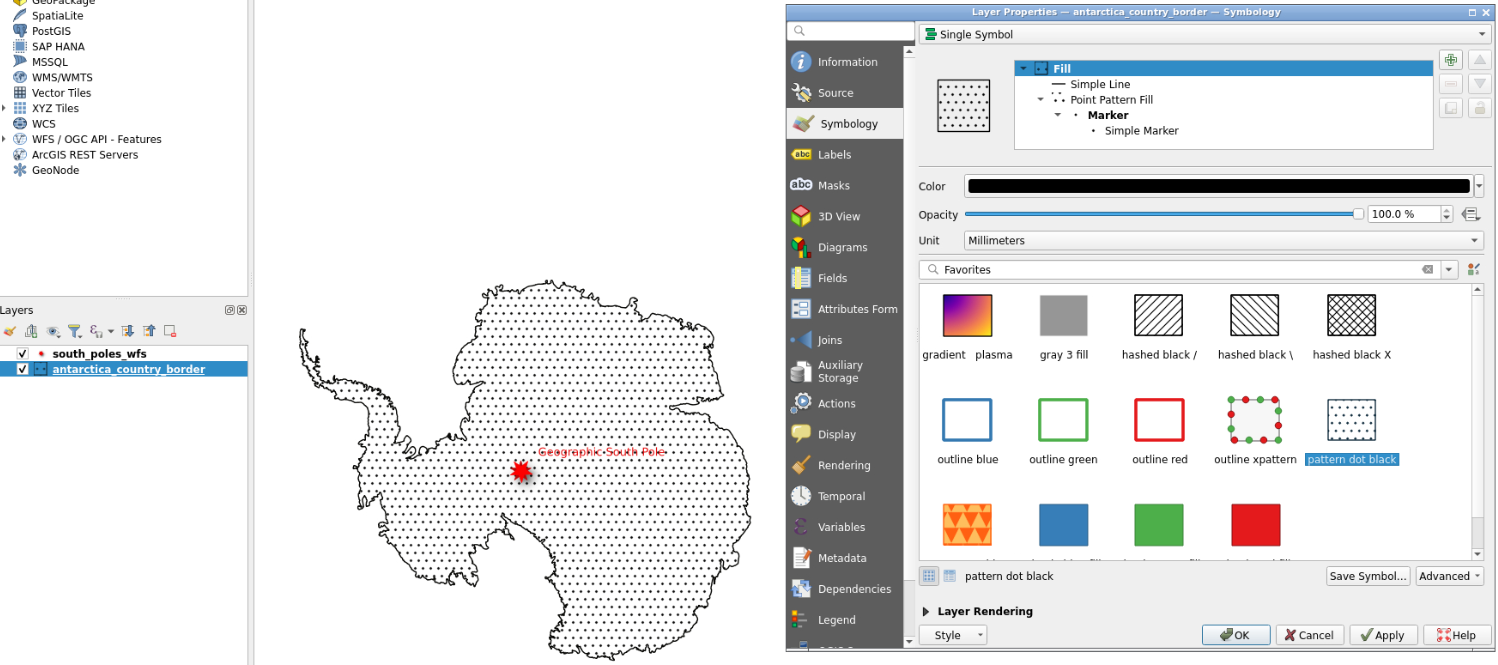 GeoPackage
SpatiaLite
PostGIS
SAP HANA
MSSQL
WMS/WMTS
Vector Tiles
XYZ Tiles
WCS
WFS / OGC API - Features
ArcGIS REST Servers
GeoNode
Layers
south_poles_wfs
antarctica_country_border
Geographic South Pole
Layer Properties — antarctica_country_border — Symbology
Information
Source
Symbology
abc Labels
abc Masks
3D View
Diagrams
Fields
Attributes Form
Joins
Auxiliary
Storage
Actions
Display
Rendering
Temporal
Variables
Metadata
Dependencies
Legend
Single Symbol
Fill
Simple Line
Point Pattern Fill
Marker
Simple Marker
Color
Opacity 100.0 %
Unit Millimeters
Favorites
gradient plasma
gray 3 fill
hashed black /
hashed black \
hashed black X
outline blue
outline green
outline red
outline xpattern
pattern dot black
pattern dot black
Save Symbol...
Advanced
Layer Rendering
Style
OK
Cancel
Apply
Help